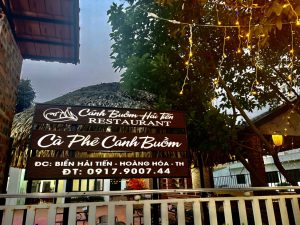 Cánh Buồm Hải Tiến
RESTAURANT
Cà Phê Cánh Buồm
ĐC: BIỂN HẢI TIẾN - HOẰNG HÓA - TH
ĐT: 0917.9007.44